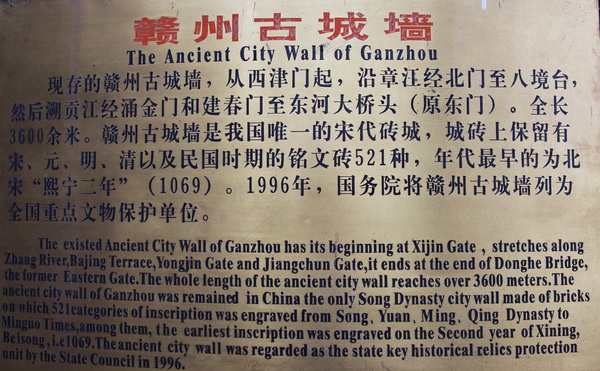 赣州古城墙
The Ancient City Wall of Ganzhou
现存的赣州古城墙，从西津门起，沿章江经北门至八境台，
然后溯贡江经涌金门和建春门至东河大桥头（原东门）。全长
3600余米。赣州古城墙是我国唯一的宋代砖城，城砖上保留有
宋、元、明、清以及民国时期的铭文砖521种，年代最早的为北
宋“熙宁二年”（1069）。1996年，国务院将赣州古城墙列为
全国重点文物保护单位。
The existed Ancient City Wall of Ganzhou has its beginning at Xijin Gate , stretches along
Zhang River,Bajing Terrace,Yongjin Gate and Jiangchun Gate,it ends at the end of Donghe Bridge,
the former Eastern Gate.The whole length of the ancient city wall reaches over 3600 meters.The
ancient city wall of Ganzhou was remained in China the only Song Dynasty city wall made of bricks
on which 521categories of inscription was engraved from Song、Yuan、Ming、Qing Dynasty to
Minguo Times,among them, the earliest inscription was engraved on the Second year of Xining,
Beisong ,i.e1069.The ancient city wall was regarded as the state key historical relics protection
unit by the State Council in 1996.